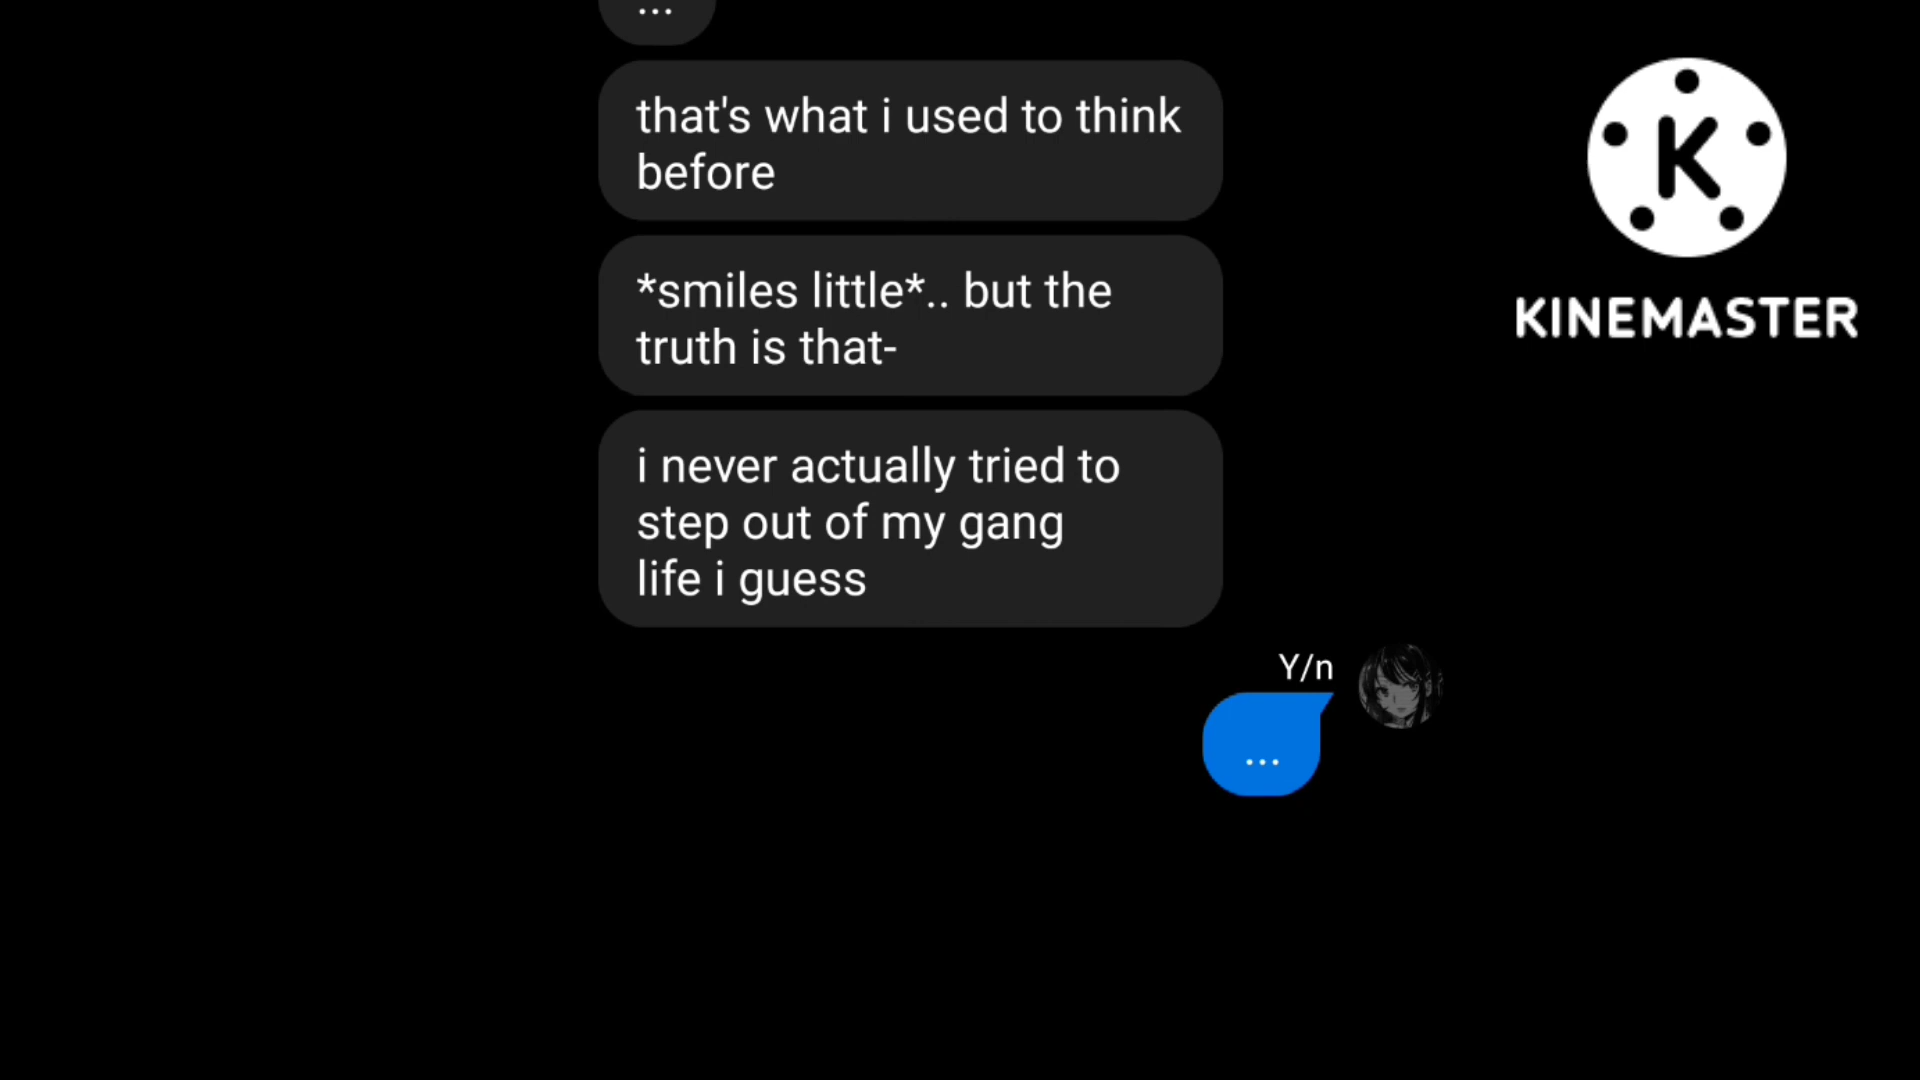 ...
that's what i used to think
before
*smiles little*.. but the
truth is that-
i never actually tried to
step out of my gang
life i guess
Y/n
...
K
KINEMASTER